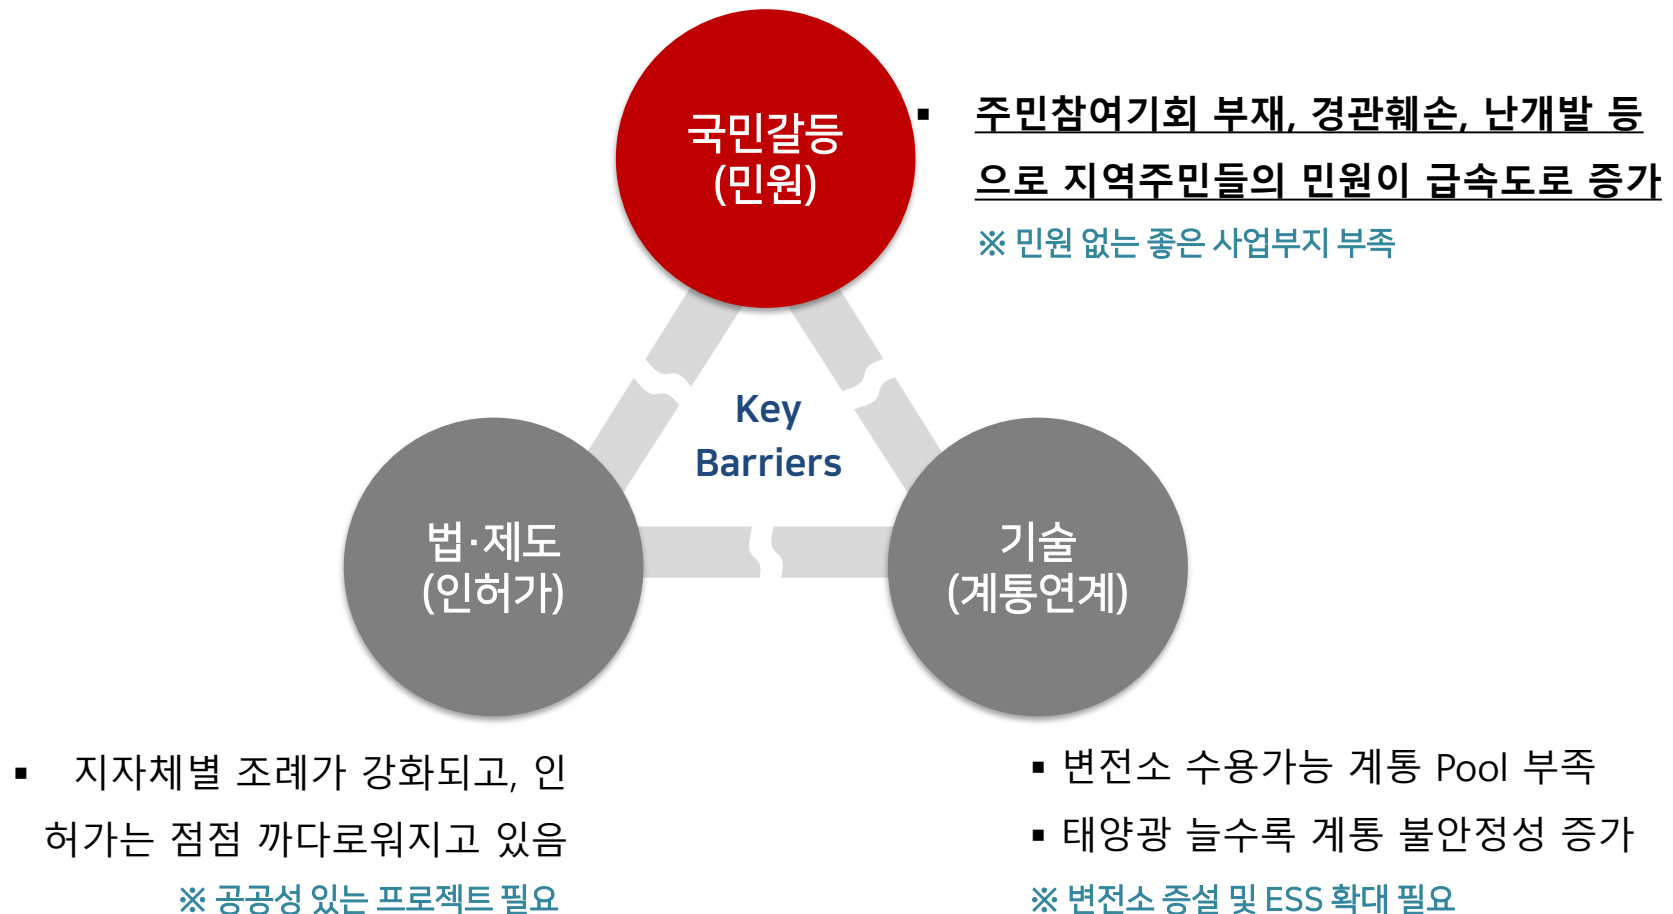 국민갈등
(민원)
▪ 주민참여기회 부재, 경관훼손, 난개발 등
으로 지역주민들의 민원이 급속도로 증가
※ 민원 없는 좋은 사업부지 부족
Key
Barriers
법·제도
(인허가)
기술
(계통연계)
▪ 지자체별 조례가 강화되고, 인
허가는 점점 까다로워지고 있음
※ 공공성 있는 프로젝트 필요
▪ 변전소 수용가능 계통 Pool 부족
▪ 태양광 늘수록 계통 불안정성 증가
※ 변전소 증설 및 ESS 확대 필요